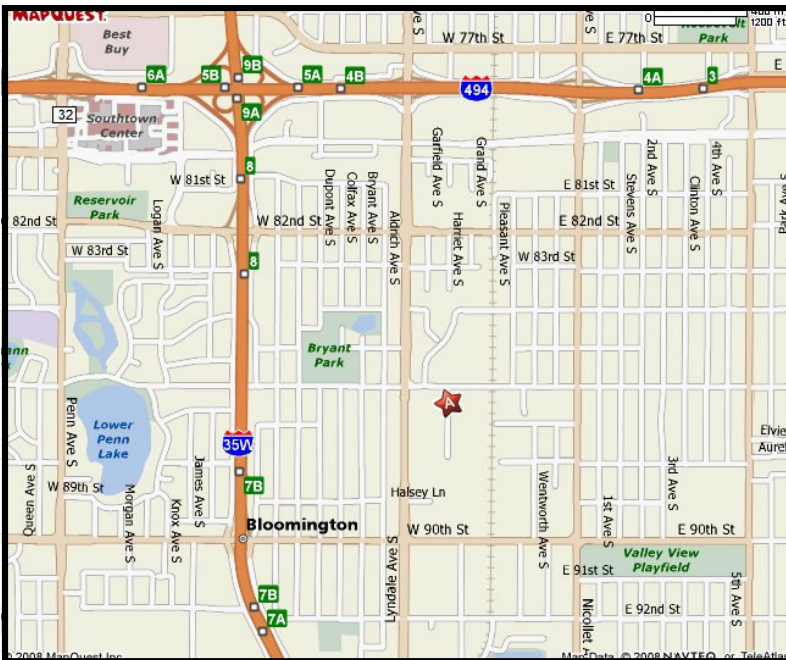 MAPQUEST.
Best
Buy
W 77th St
E 77th St
Park
0
1200 ft
6A
5B
9B
5A
4B
494
4A
3
E
32
Southtown
Center
9A
8
W 81st St
Garfield Ave S
Grand Ave S
2nd Ave S
4th Ave S
E 81st St
Reservoir
Park
Logan Ave S
82nd St
W 82nd St
Dupont Ave S
Colfax Ave S
Bryant Ave S
Aldrich Ave S
Harriet Ave S
Pleasant Ave S
E 82nd St
Stevens Ave S
Clinton Ave S
W 83rd St
W 83rd St
8
Bryant
Park
A
Penn Ave S
Lower
Penn
Lake
35W
James Ave S
7B
W 89th St
Queen Ave S
Morgan Ave S
Knox Ave S
Halsey Ln
Wentworth Ave S
1st Ave S
3rd Ave S
Bloomington
W 90th St
E 90th St
Lyndale Ave S
Valley View
Playfield
E 91st St
5th Ave S
7B
7A
Nicollet A
E 92nd St
2008 MapQuest Inc
Map Data © 2008 NAVTEQ or TeleAtlas